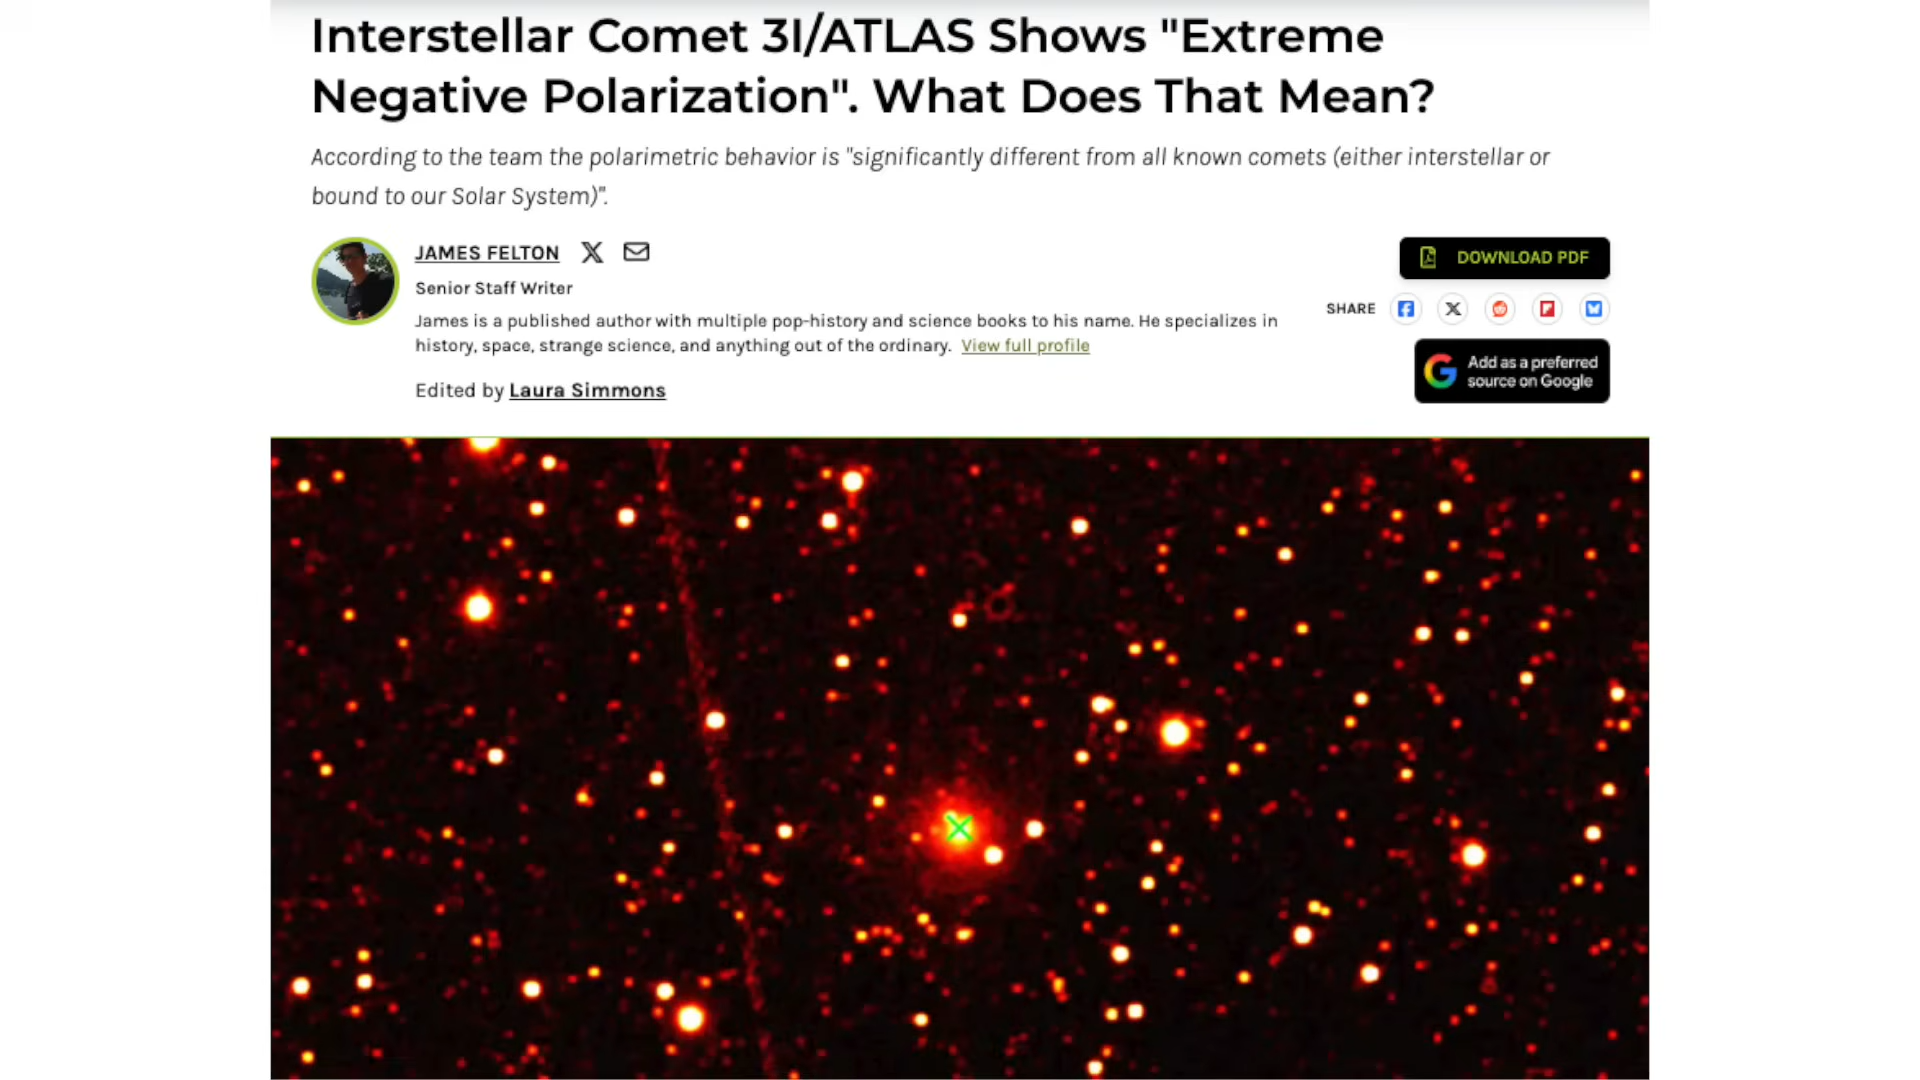 Interstellar Comet 3I/ATLAS Shows "Extreme
Negative Polarization". What Does That Mean?
According to the team the polarimetric behavior is "significantly different from all known comets (either interstellar or
bound to our Solar System)".
JAMES FELTON
Senior Staff Writer
James is a published author with multiple pop-history and science books to his name. He specializes in
history, space, strange science, and anything out of the ordinary. View full profile
Edited by Laura Simmons
DOWNLOAD PDF
SHARE
Add as a preferred
source on Google